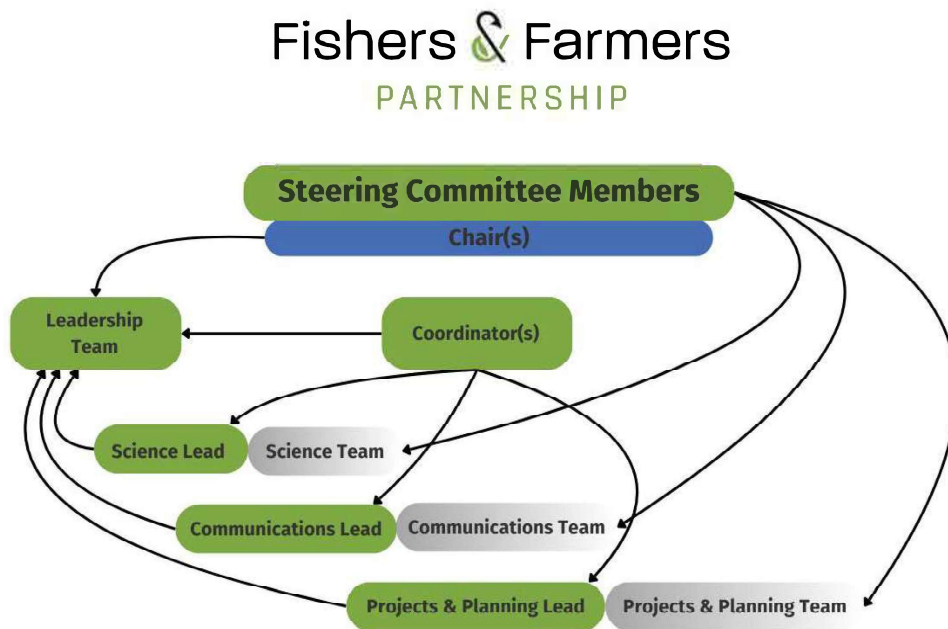 Fishers & Farmers
PARTNERSHIP
Steering Committee Members
Chair(s)
Leadership
Team
Coordinator(s)
Science Lead
Science Team
Communications Lead
Communications Team
Projects & Planning Lead
Projects & Planning Team